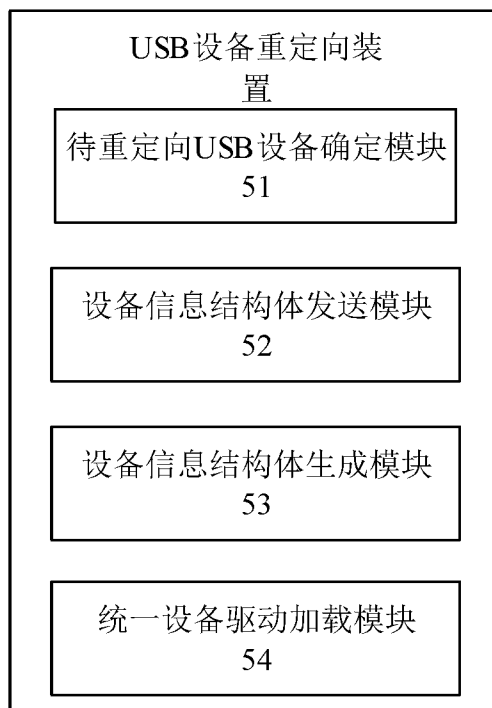 USB设备重定向装
置
待重定向USB设备确定模块
51
设备信息结构体发送模块
52
设备信息结构体生成模块
53
统一设备驱动加载模块
54